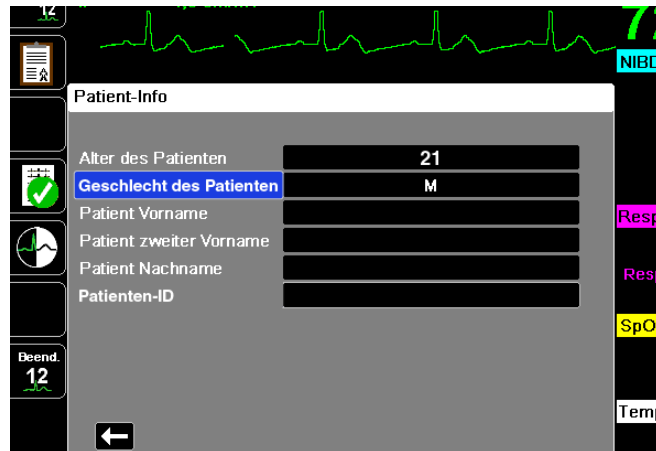 12
NIBD
Patient-Info
Alter des Patienten 21
Geschlecht des Patienten M
Patient Vorname
Patient zweiter Vorname
Patient Nachname
Patienten-ID
Resp
Resp
SpO
Beend.
12
Temp